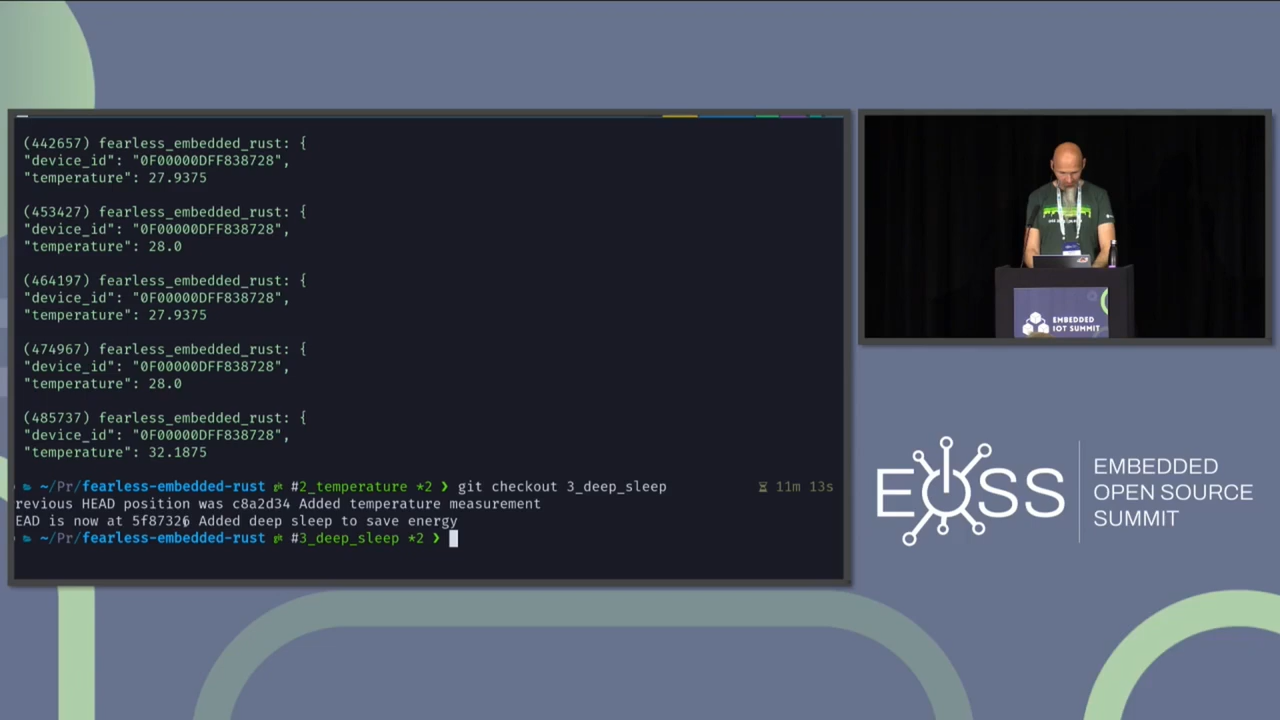 (442657) fearless_embedded_rust: {
"device_id": "0F00000DFF838728",
"temperature": 27.9375
(453427) fearless_embedded_rust: {
"device_id": "0F00000DFF838728",
"temperature": 28.0
(464197) fearless_embedded_rust: {
"device_id": "0F00000DFF838728",
"temperature": 27.9375
(474967) fearless_embedded_rust: {
"device_id": "0F00000DFF838728",
"temperature": 28.0
(485737) fearless_embedded_rust: {
"device_id": "0F00000DFF838728",
"temperature": 32.1875
~/Pr/fearless-embedded-rust #2_temperature *2 ❯ git checkout 3_deep_sleep 11m 13s
revious HEAD position was c8a2d34 Added temperature measurement
EAD is now at 5f87326 Added deep sleep to save energy
~/Pr/fearless-embedded-rust #3_deep_sleep *2 ❯
EMBEDDED
IOT SUMMIT
EOSS
EMBEDDED
OPEN SOURCE
SUMMIT